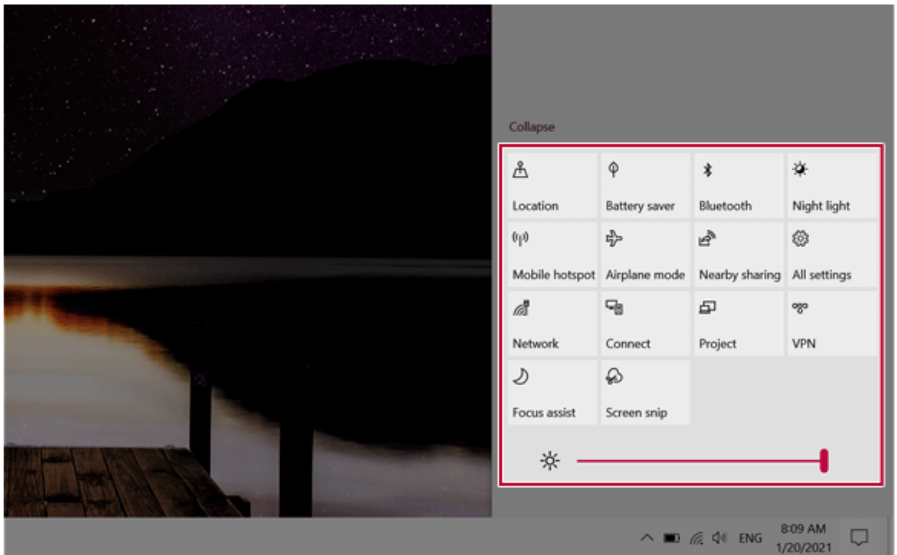 Collapse
Location Battery saver Bluetooth Night light
Mobile hotspot Airplane mode Nearby sharing All settings
Network Connect Project VPN
Focus assist Screen snip
ENG 8:09 AM
1/20/2021